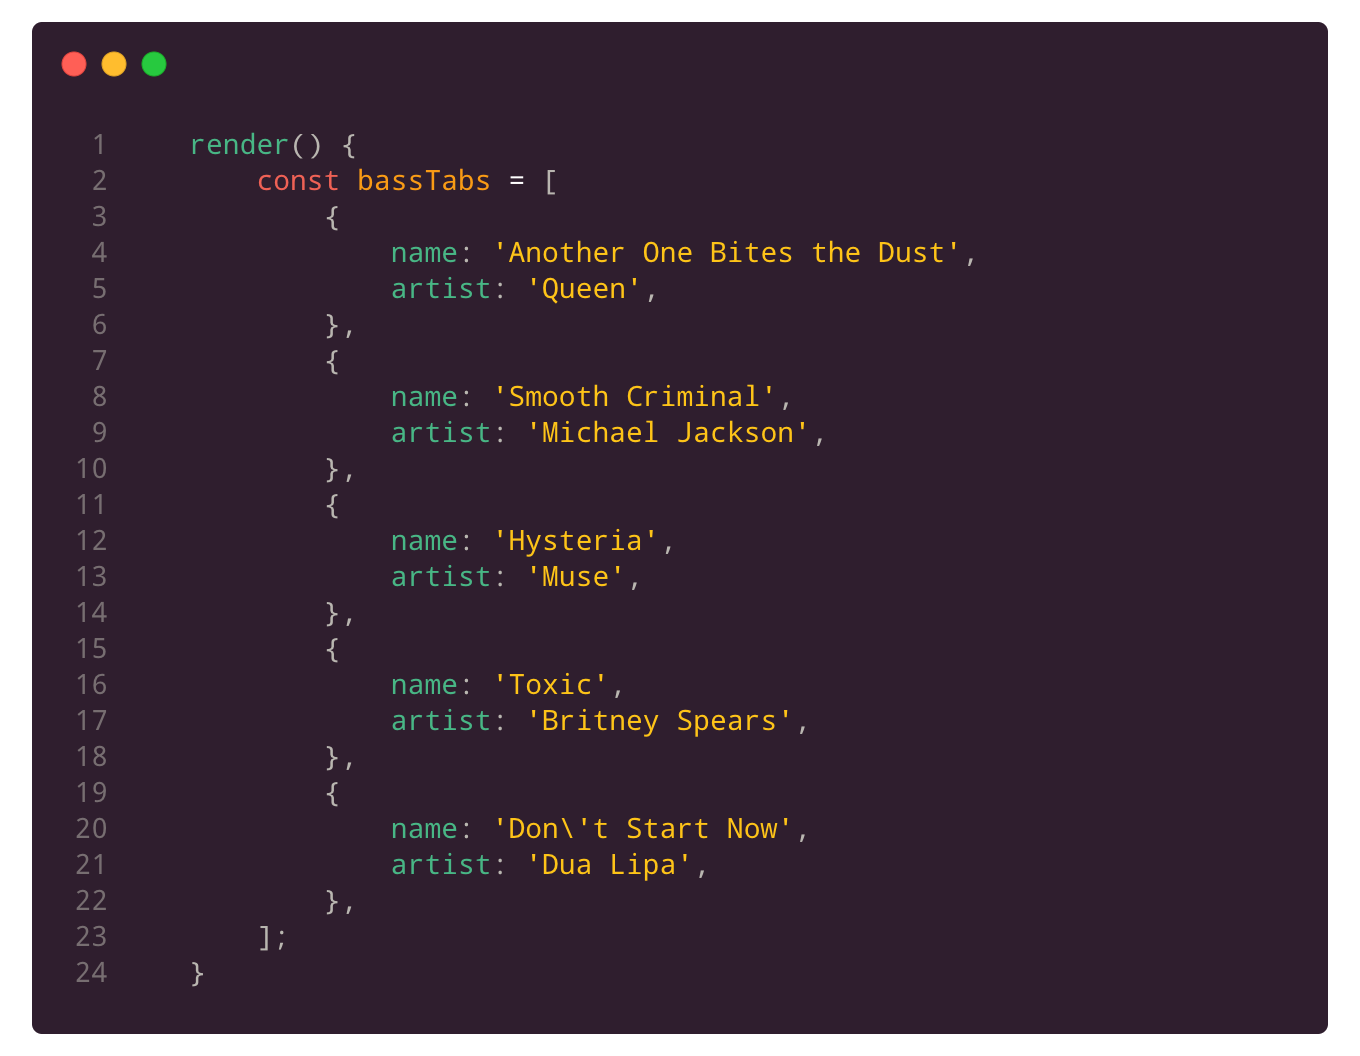 1     render() {
2         const bassTabs = [
3             {
4                 name: 'Another One Bites the Dust',
5                 artist: 'Queen',
6             },
7             {
8                 name: 'Smooth Criminal',
9                 artist: 'Michael Jackson',
10             },
11             {
12                 name: 'Hysteria',
13                 artist: 'Muse',
14             },
15             {
16                 name: 'Toxic',
17                 artist: 'Britney Spears',
18             },
19             {
20                 name: 'Don\'t Start Now',
21                 artist: 'Dua Lipa',
22             },
23         ];
24     }